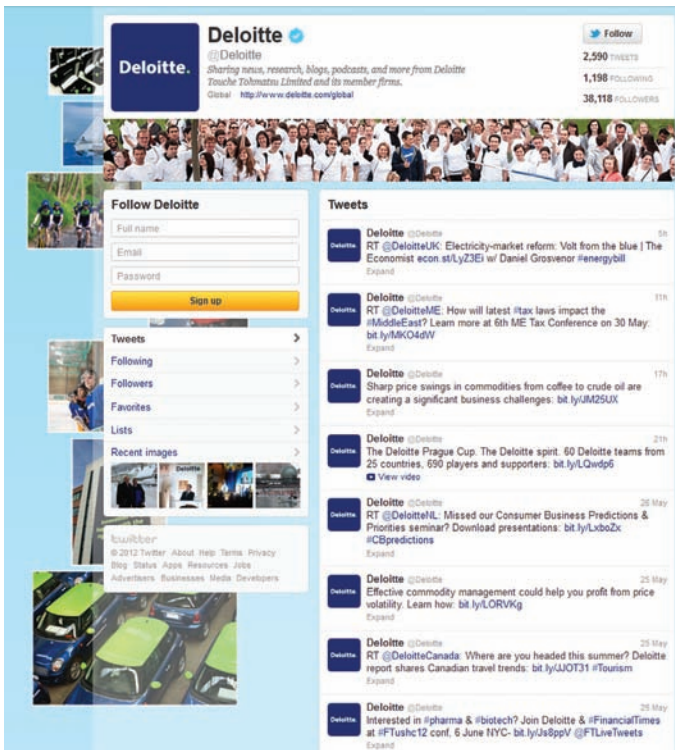 Deloitte.
Deloitte
@Deloitte
Sharing news, research, blogs, podcasts, and more from Deloitte
Touche Tohmatsu Limited and its member firms.
Global http://www.deloitte.com/global
Follow
2,590 TWEETS
1,198 FOLLOWING
38,118 FOLLOWERS
Follow Deloitte
Full name
Email
Password
Sign up
Tweets
Following
Followers
Favorites
Lists
Recent images
Deloitte
twitter
© 2012 Twitter About Help Terms Privacy
Blog Status Apps Resources Jobs
Advertisers Businesses Media Developers
Tweets
Deloitte.
Deloitte @Deloitte 5h
RT @DeloitteUK: Electricity-market reform: Volt from the blue | The
Economist econ.st/LyZ3Ei w/ Daniel Grosvenor #energybill
Expand
Deloitte.
Deloitte @Deloitte 11h
RT @DeloitteME: How will latest #tax laws impact the
#MiddleEast? Learn more at 6th ME Tax Conference on 30 May:
bit.ly/MKO4dW
Expand
Deloitte.
Deloitte @Deloitte 17h
Sharp price swings in commodities from coffee to crude oil are
creating a significant business challenges: bit.ly/JM25UX
Expand
Deloitte.
Deloitte @Deloitte 21h
The Deloitte Prague Cup. The Deloitte spirit. 60 Deloitte teams from
25 countries, 690 players and supporters: bit.ly/LQwdp6
View video
Deloitte.
Deloitte @Deloitte 26 May
RT @DeloitteNL: Missed our Consumer Business Predictions &
Priorities seminar? Download presentations: bit.ly/LxboZx
#CBpredictions
Expand
Deloitte.
Deloitte @Deloitte 25 May
Effective commodity management could help you profit from price
volatility. Learn how: bit.ly/LORVKg
Expand
Deloitte.
Deloitte @Deloitte 25 May
RT @DeloitteCanada: Where are you headed this summer? Deloitte
report shares Canadian travel trends: bit.ly/JJOT31 #Tourism
Expand
Deloitte.
Deloitte @Deloitte 25 May
Interested in #pharma & #biotech? Join Deloitte & #FinancialTimes
at #FTushc12 conf, 6 June NYC- bit.ly/Js8ppV @FTLiveTweets
Expand